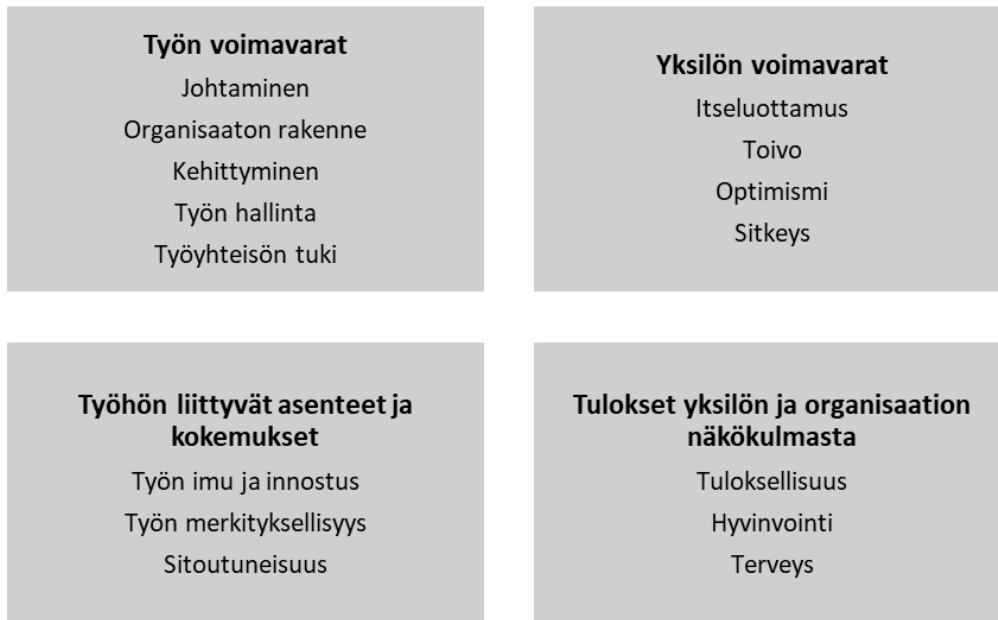 Työn voimavarat
Johtaminen
Organisaaton rakenne
Kehittyminen
Työn hallinta
Työyhteisön tuki
Yksilön voimavarat
Itseluottamus
Toivo
Optimismi
Sitkeys
Työhön liittyvät asenteet ja
kokemukset
Työn imu ja innostus
Työn merkityksellisyys
Sitoutuneisuus
Tulokset yksilön ja organisaation
näkökulmasta
Tuloksellisuus
Hyvinvointi
Terveys